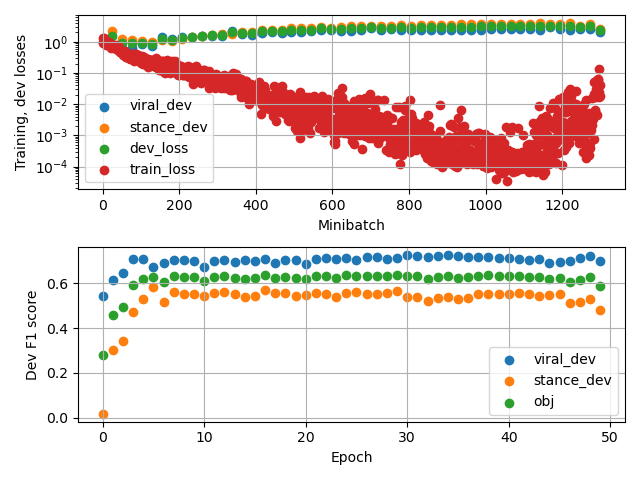 Training, dev losses
10⁰
10⁻¹
10⁻²
10⁻³
10⁻⁴
viral_dev
stance_dev
dev_loss
train_loss
0 200 400 600 800 1000 1200
Minibatch
Dev F1 score
0.6
0.4
0.2
0.0
viral_dev
stance_dev
obj
0 10 20 30 40 50
Epoch